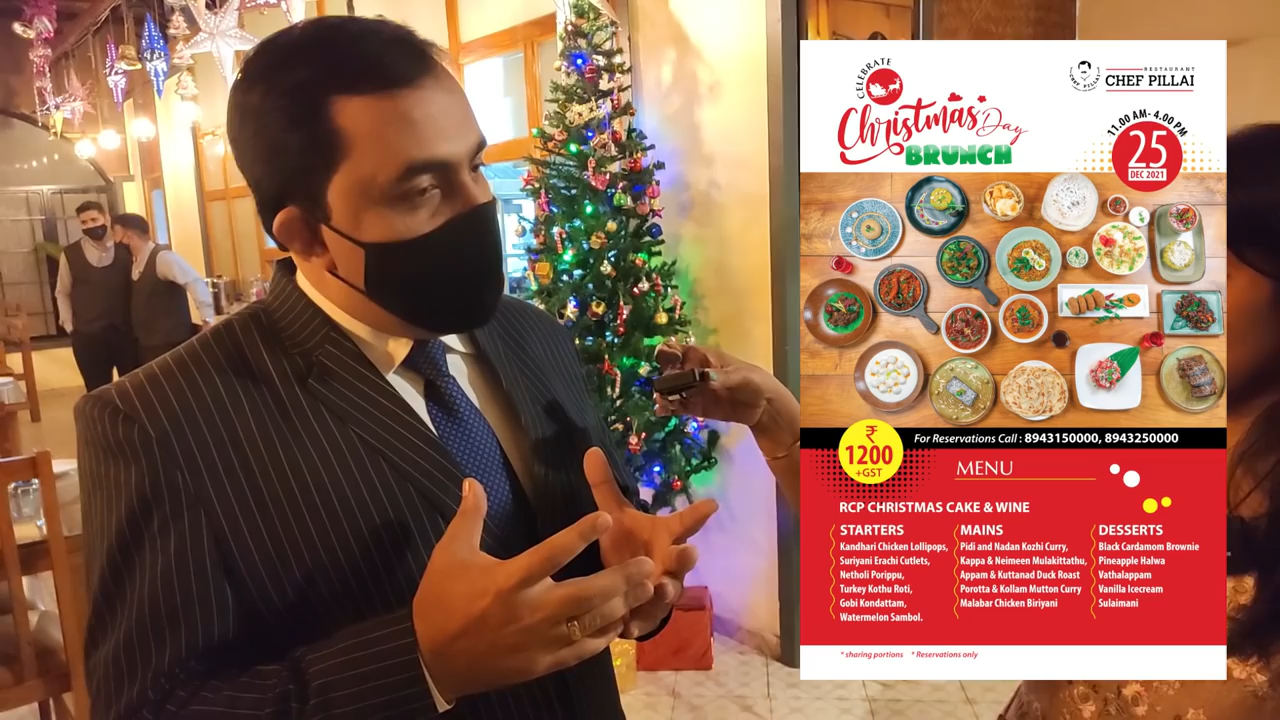 CELEBRATE
Christmas Day
BRUNCH
RESTAURANT
CHEF PILLAI
CHEF PILLAI
11.00 AM- 4.00 PM
25
DEC 2021
₹
1200
+GST
For Reservations Call : 8943150000, 8943250000
MENU
RCP CHRISTMAS CAKE & WINE
STARTERS
Kandhari Chicken Lollipops,
Suriyani Erachi Cutlets,
Netholi Porippu,
Turkey Kothu Roti,
Gobi Kondattam,
Watermelon Sambol.
MAINS
Pidi and Nadan Kozhi Curry,
Kappa & Neimeen Mulakittathu,
Appam & Kuttanad Duck Roast
Porotta & Kollam Mutton Curry
Malabar Chicken Biriyani
DESSERTS
Black Cardamom Brownie
Pineapple Halwa
Vathalappam
Vanilla Icecream
Sulaimani
* sharing portions * Reservations only